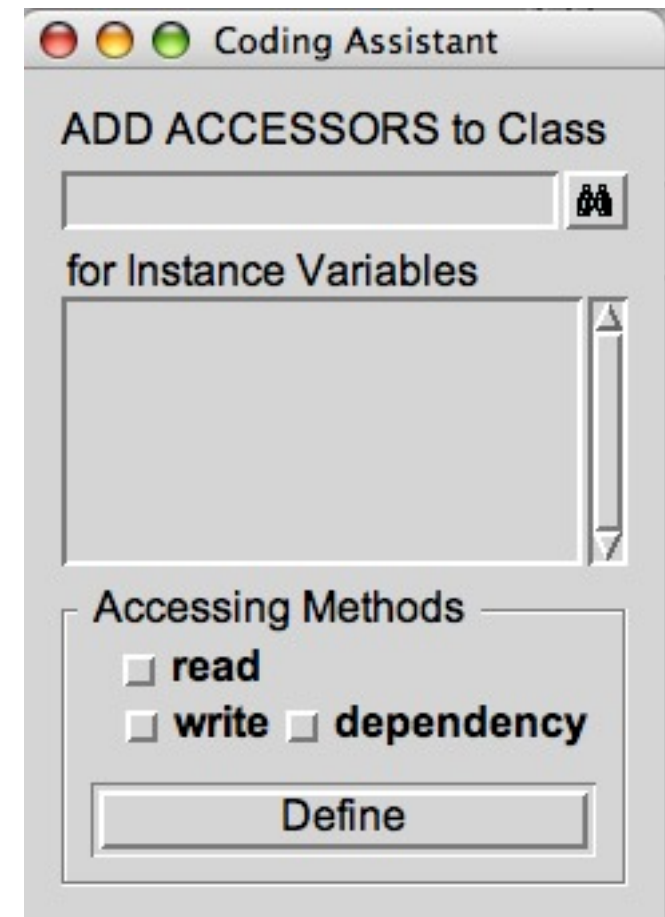 Coding Assistant
ADD ACCESSORS to Class
for Instance Variables
Accessing Methods
read
write dependency
Define